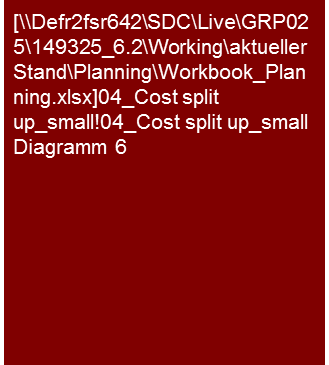 [\\Defr2fsr642\SDC\Live\GRP02
5\149325_6.2\Working\aktueller
Stand\Planning\Workbook_Plan
ning.xlsx]04_Cost split
up_small!04_Cost split up_small
Diagramm 6